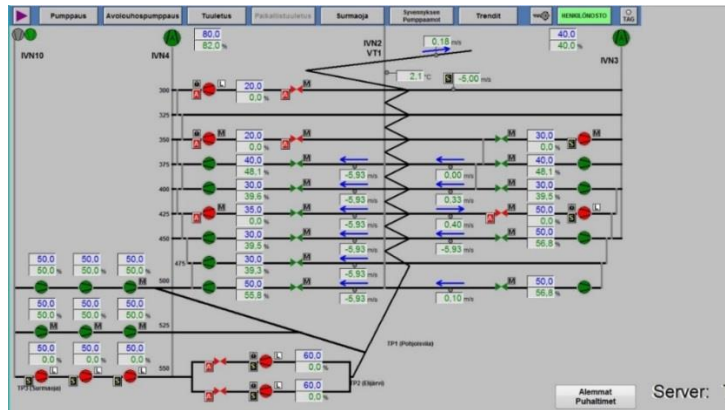 Pumppaus Avolouhospumppaus Tuuletus Paikallistuuletus Surmaoja Syvennyksen Pumppaamot Trendit HENKILÖNOSTO TAG
IVN10 IVN4 80,0 IVN2 0,18 m/s 40,0 IVN3
82,0 % VT1 40,0 %
2,1 °C S -5,00 m/s
300 L 20,0 M
A 0,0 % A
325
350 20,0 M 30,0 M
A 0,0 % A 0,0 % S
375 40,0 M M 40,0
48,1 % -5,93 m/s 0,00 m/s 48,1 %
400 30,0 M M 30,0
39,6 % -5,93 m/s 0,33 m/s 39,5 %
425 35,0 M M 50,0 L
A 0,0 % -5,93 m/s 0,40 m/s A 0,0 % S
450 30,0 M M 50,0
39,5 % -5,93 m/s -5,93 m/s 56,8 %
475 30,0 M
39,3 % -5,93 m/s
50,0 50,0 50,0 500 50,0 M M 50,0
50,0 % 50,0 % 50,0 % M 55,8 % -5,93 m/s 0,10 m/s 56,8 %
50,0 50,0 50,0
50,0 % 50,0 % 50,0 % 525
M M M
TP1 (Pohjoisola)
50,0 50,0 50,0 L 60,0
0,0 % 0,0 % 0,0 % 550 A S 0,0 %
S L S L S L
TP3 (Surmaoja) TP2 (Elijärvi)
L 60,0
A S 0,0 %
Alemmat Puhaltimet
Server: